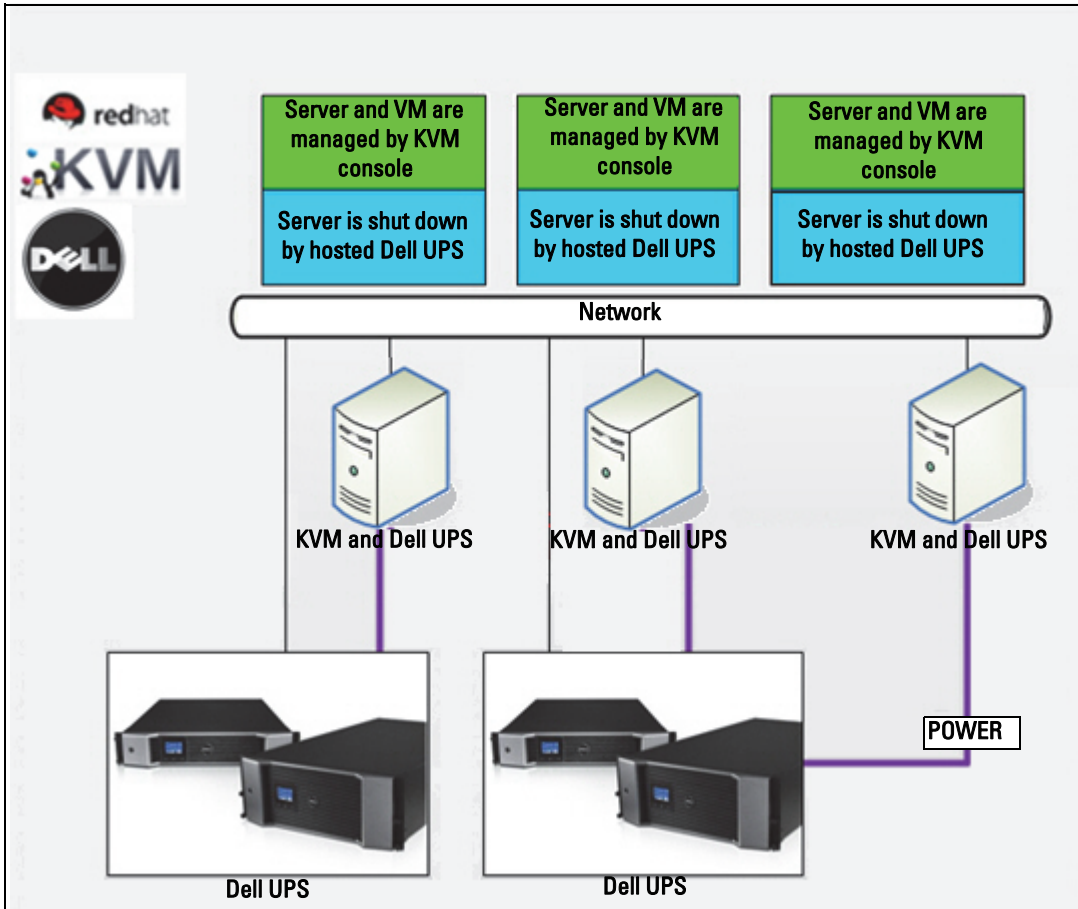 redhat
KVM
DELL
Server and VM are
managed by KVM
console
Server is shut down
by hosted Dell UPS
Server and VM are
managed by KVM
console
Server is shut down
by hosted Dell UPS
Server and VM are
managed by KVM
console
Server is shut down
by hosted Dell UPS
Network
KVM and Dell UPS
KVM and Dell UPS
KVM and Dell UPS
POWER
Dell UPS
Dell UPS